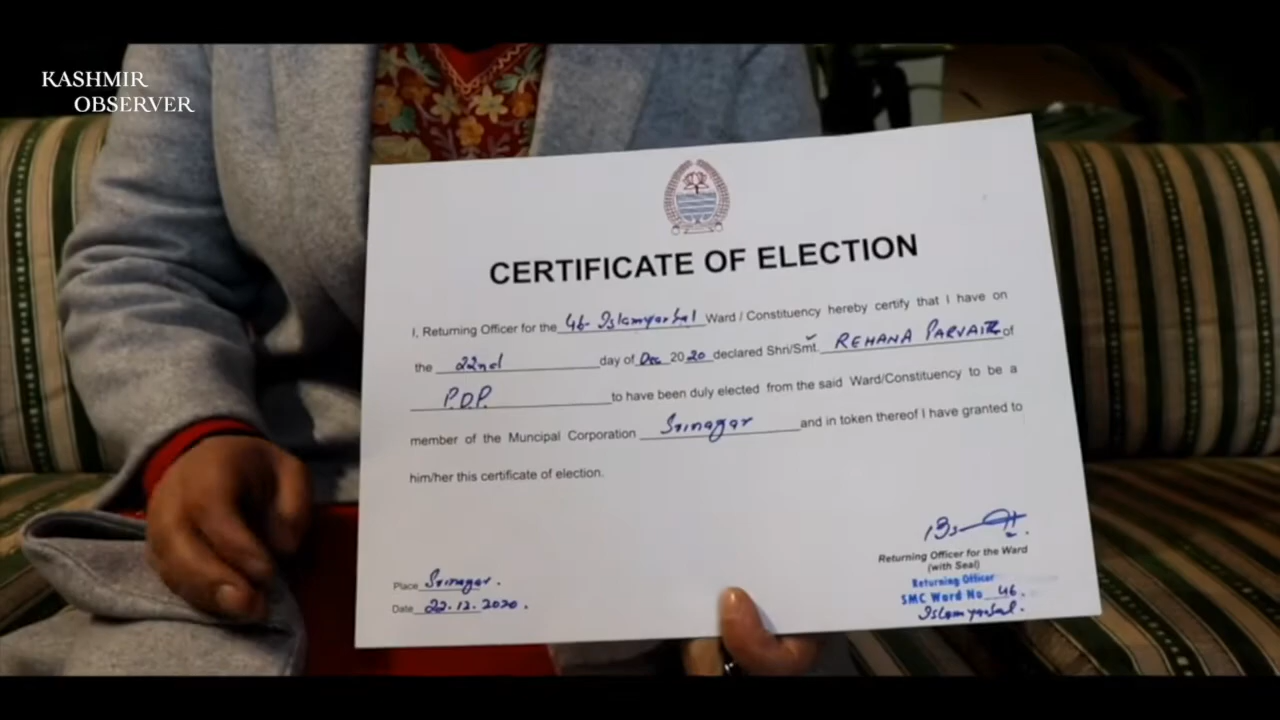 KASHMIR
OBSERVER
CERTIFICATE OF ELECTION
I, Returning Officer for the 46- Islamyarbal Ward / Constituency hereby certify that I have on
the 22nd day of Dec 2020 declared Shri/Smt. REHANA PARVAIZ of
P.D.P. to have been duly elected from the said Ward/Constituency to be a
member of the Muncipal Corporation Srinagar and in token thereof I have granted to
him/her this certificate of election.
Returning Officer for the Ward
(with Seal)
Returning Officer
SMC Ward No 46.
Islamyarbal.
Place Srinagar.
Date 22.12.2020.